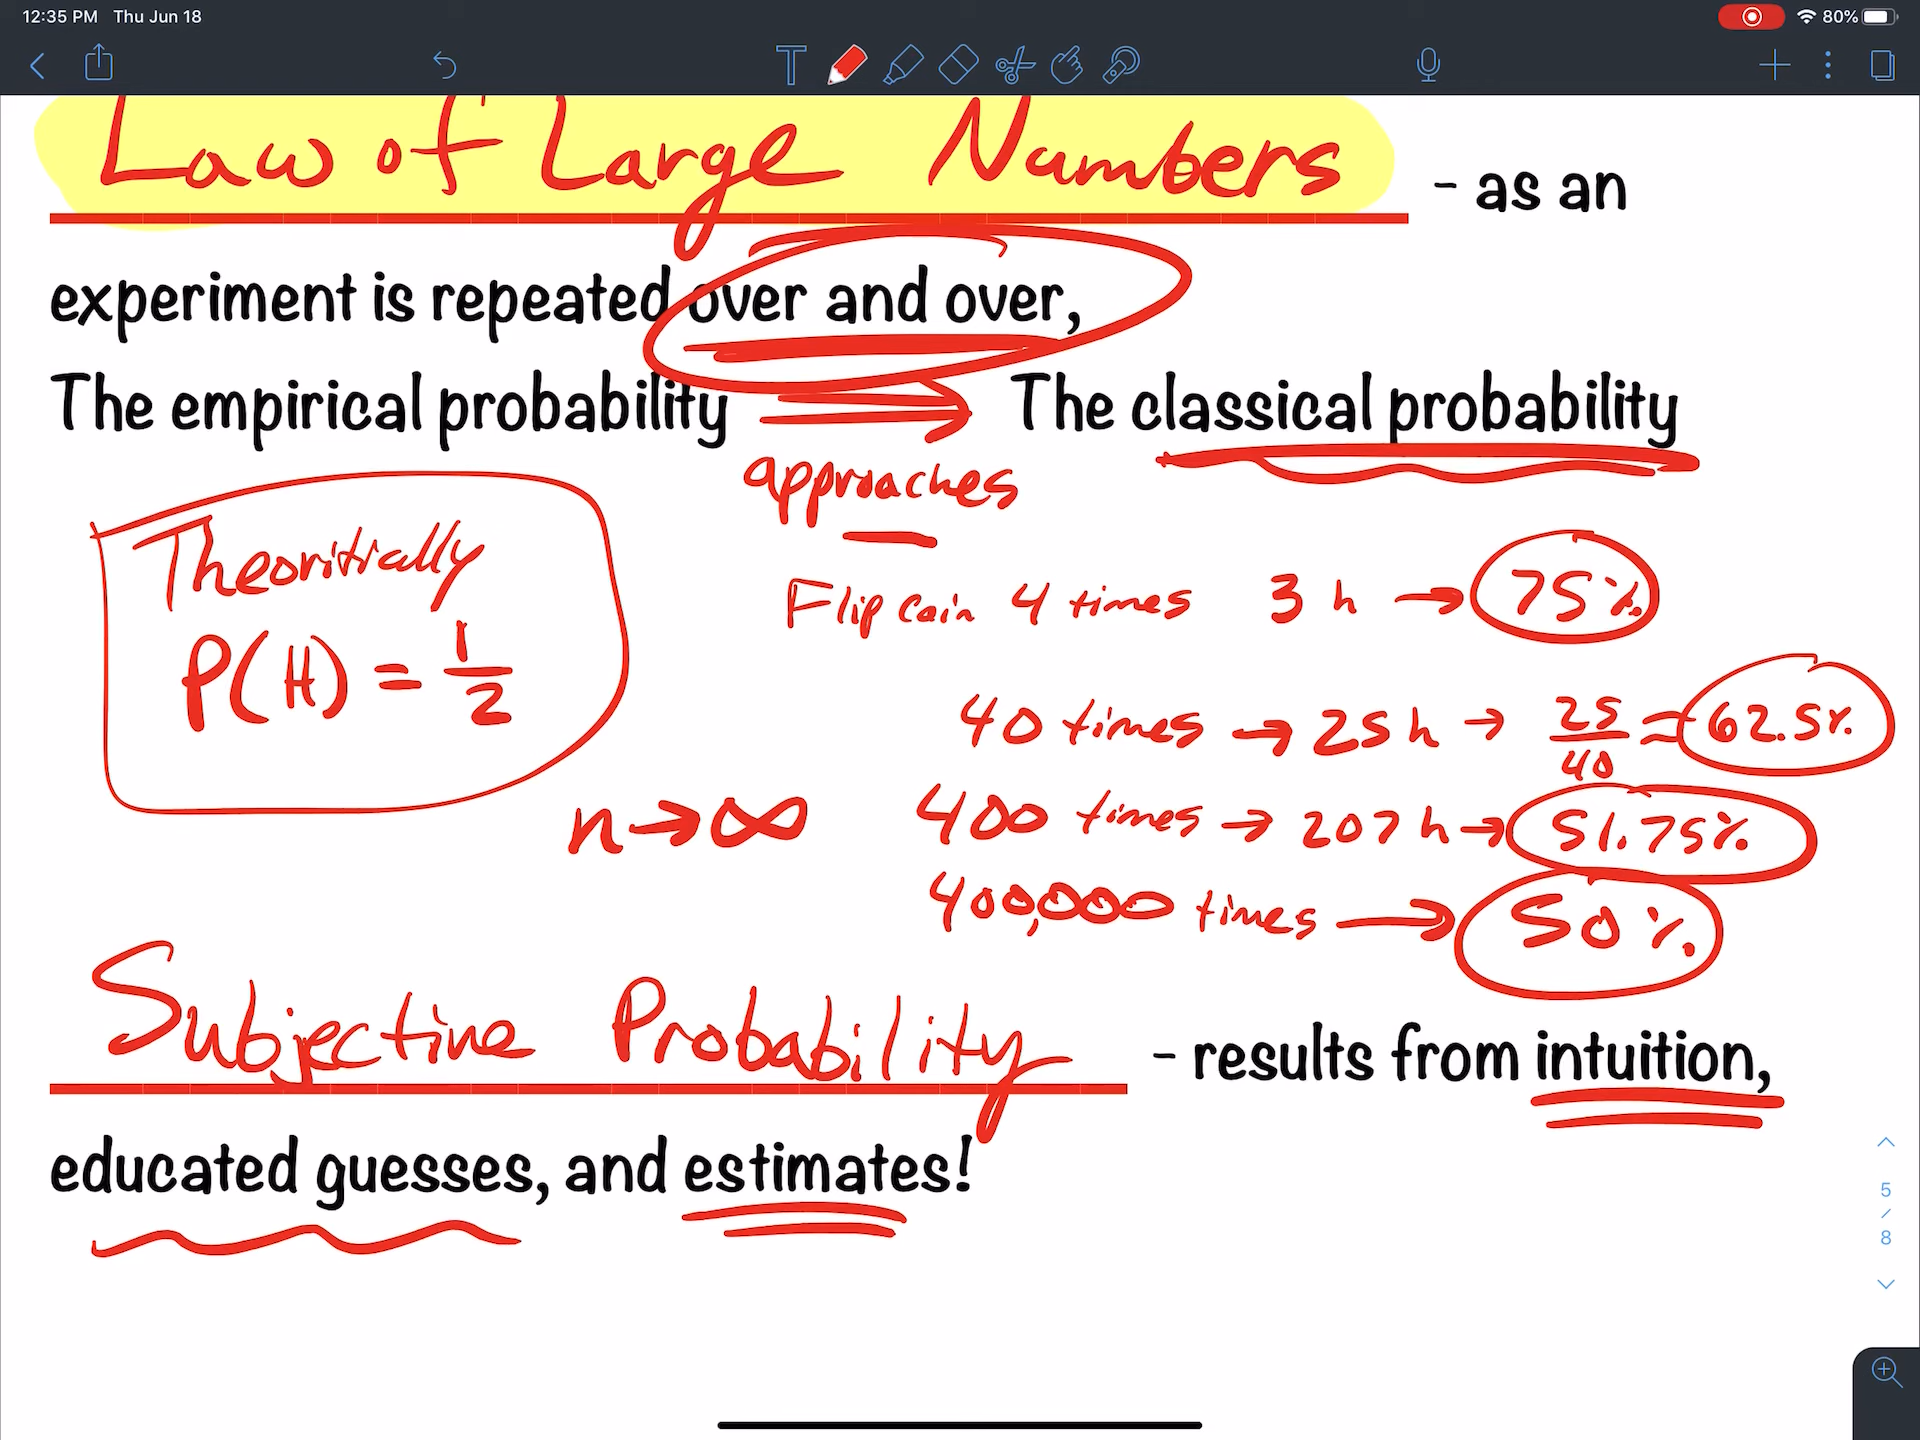 12:35 PM Thu Jun 18
80%
T
Law of Large Numbers - as an
experiment is repeated over and over,
The empirical probability → The classical probability
approaches
Theoritically
P(H) = 1/2
Flip coin 4 times 3 h → 75%
40 times → 25 h → 25/40 = 62.5%
n → ∞
400 times → 207 h → 51.75%
400,000 times → 50%
Subjective Probability - results from intuition,
educated guesses, and estimates!
5
/
8